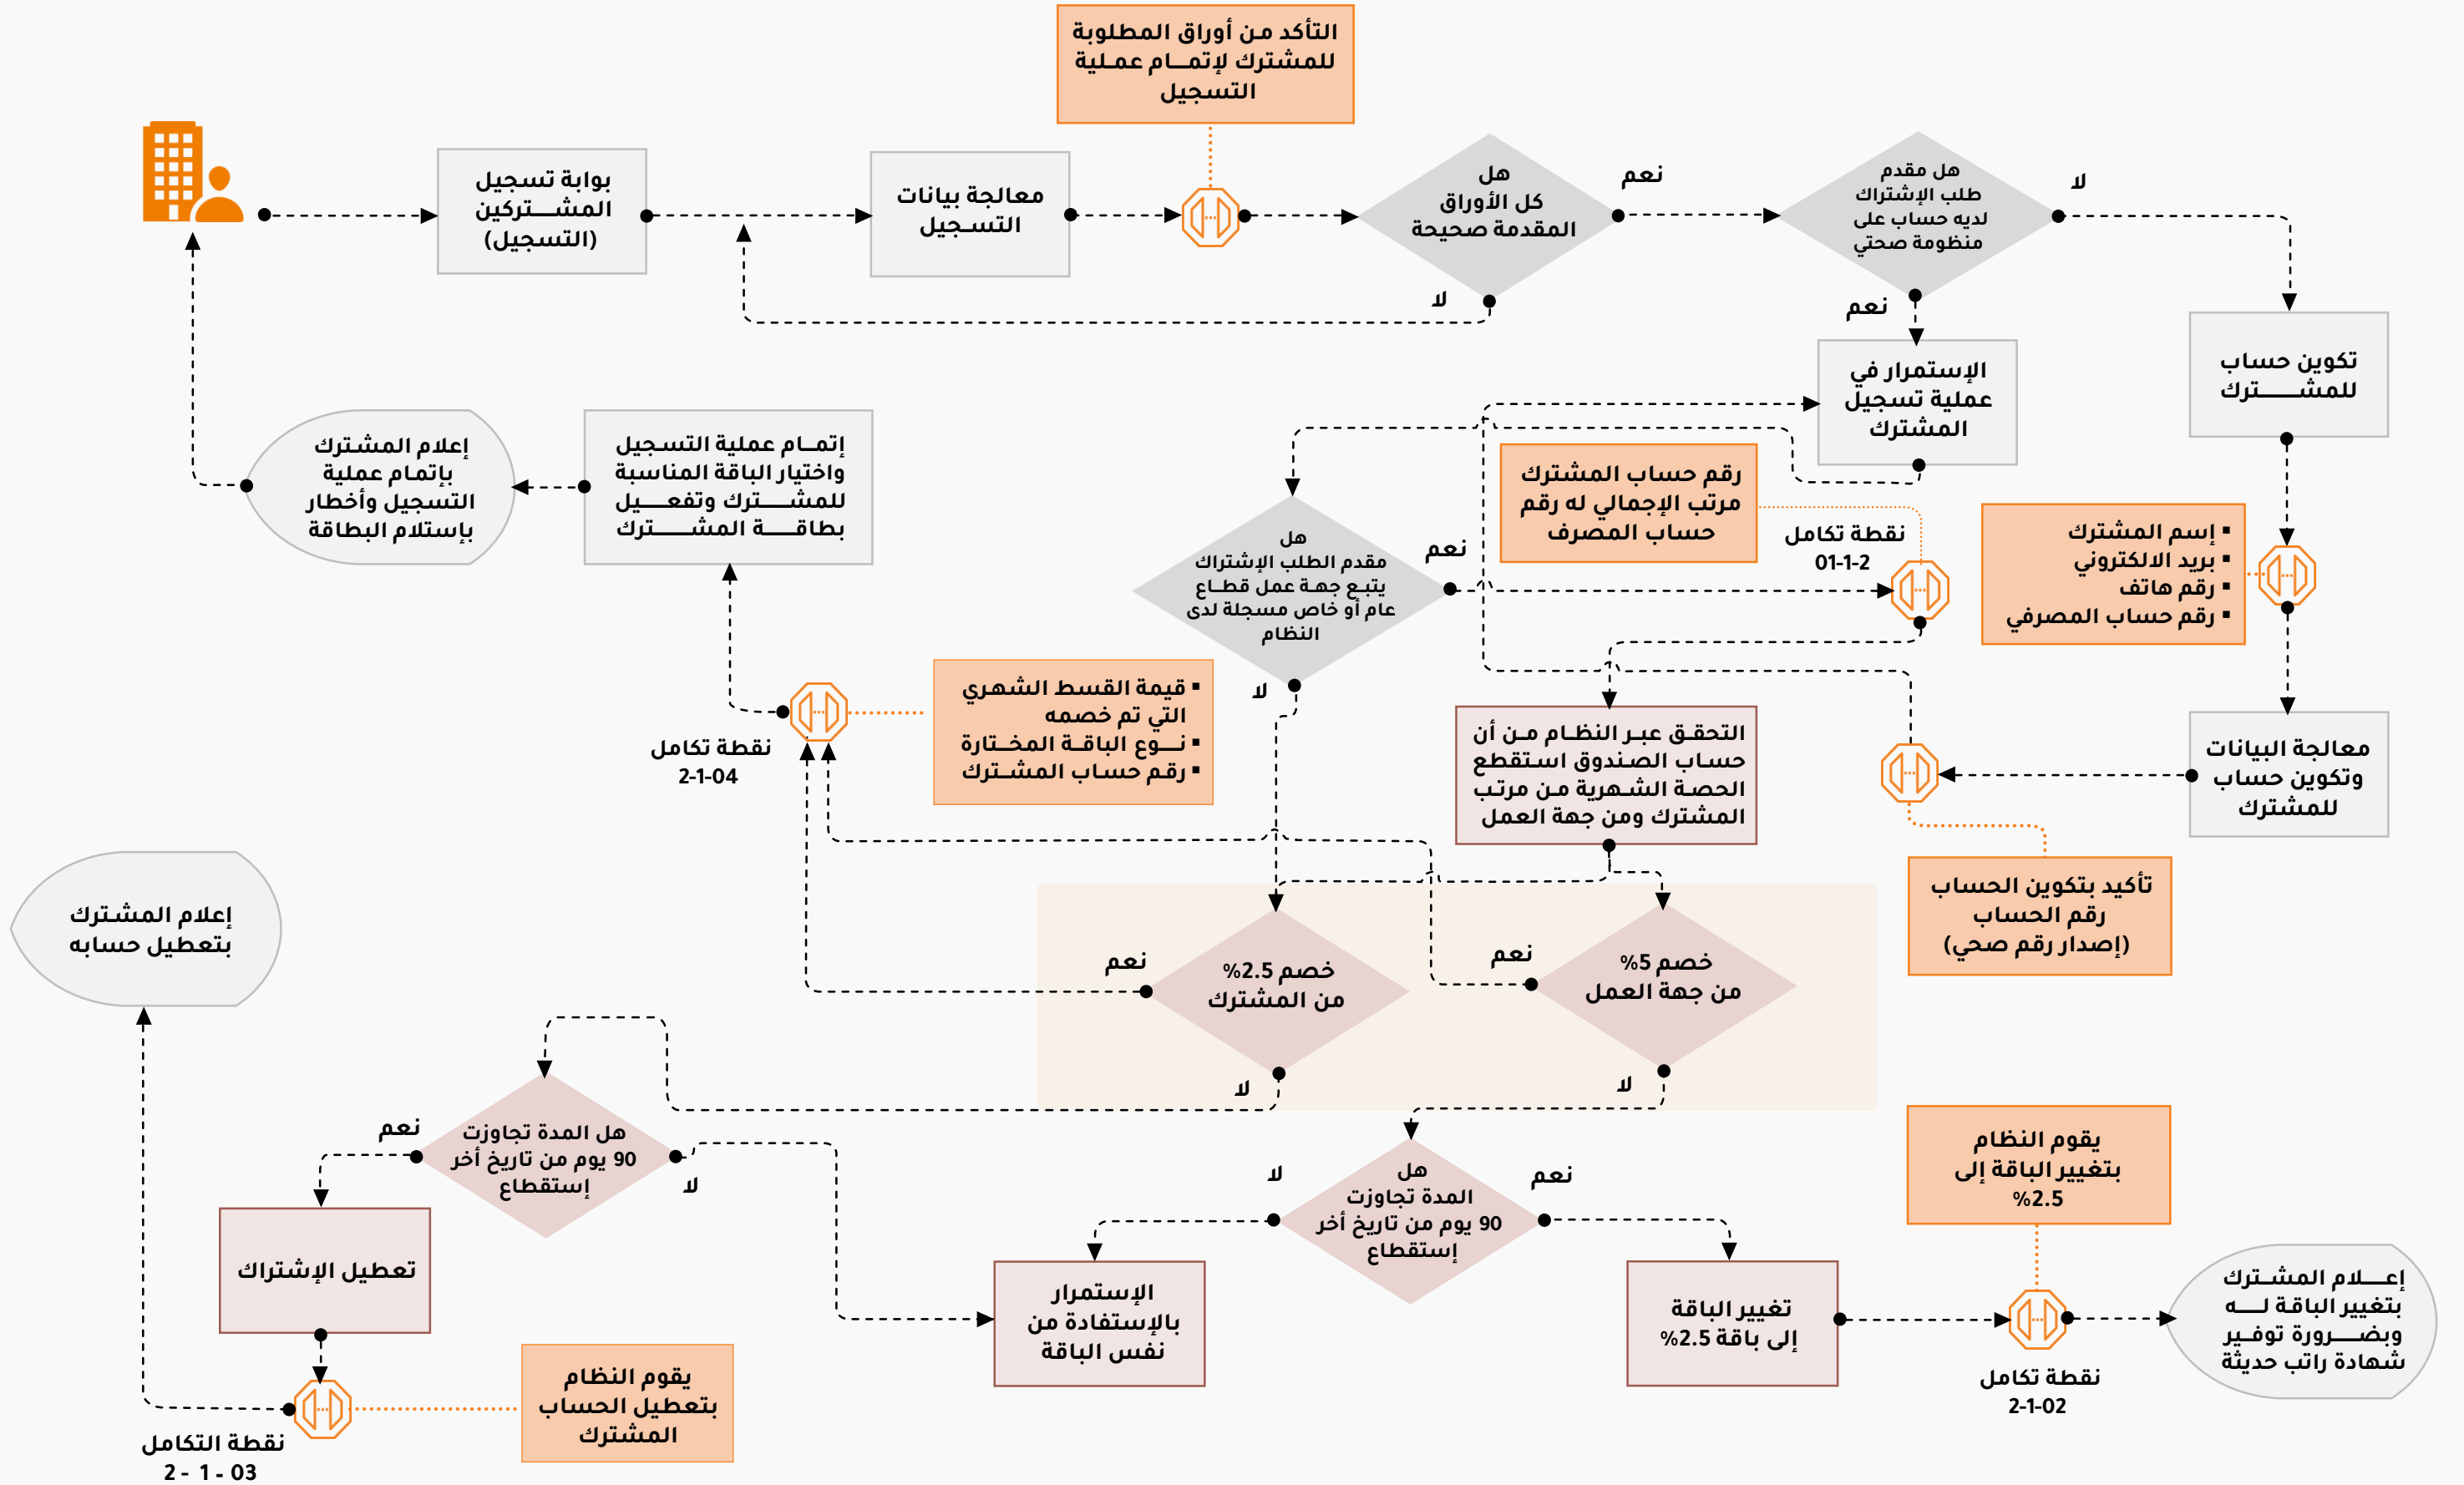 التأكد من أوراق المطلوبة
للمشترك لإتمام عملية
التسجيل
بوابة تسجيل
المشتركين
(التسجيل)
معالجة بيانات
التسجيل
هل
كل الأوراق
المقدمة صحيحة
نعم
لا
هل مقدم
طلب الإشتراك
لديه حساب على
منظومة صحتي
لا
نعم
تكوين حساب
للمشترك
الإستمرار في
عملية تسجيل
المشترك
إعلام المشترك
بإتمام عملية
التسجيل وأخطار
بإستلام البطاقة
إتمام عملية التسجيل
واختيار الباقة المناسبة
للمشترك وتفعيل
بطاقة المشترك
رقم حساب المشترك
مرتب الإجمالي له رقم
حساب المصرف
نقطة تكامل
01-1-2
▪ إسم المشترك
▪ بريد الالكتروني
▪ رقم هاتف
▪ رقم حساب المصرفي
هل
مقدم الطلب الإشتراك
يتبع جهة عمل قطاع
عام أو خاص مسجلة لدى
النظام
نعم
لا
▪ قيمة القسط الشهري
التي تم خصمه
▪ نوع الباقة المختارة
▪ رقم حساب المشترك
نقطة تكامل
2-1-04
التحقق عبر النظام من أن
حساب الصندوق استقطع
الحصة الشهرية من مرتب
المشترك ومن جهة العمل
معالجة البيانات
وتكوين حساب
للمشترك
تأكيد بتكوين الحساب
رقم الحساب
(إصدار رقم صحي)
إعلام المشترك
بتعطيل حسابه
خصم 2.5%
من المشترك
نعم
لا
خصم 5%
من جهة العمل
نعم
لا
هل المدة تجاوزت
90 يوم من تاريخ أخر
إستقطاع
نعم
لا
هل
المدة تجاوزت
90 يوم من تاريخ أخر
إستقطاع
نعم
لا
يقوم النظام
بتغيير الباقة إلى
2.5%
تعطيل الإشتراك
الإستمرار
بالإستفادة من
نفس الباقة
تغيير الباقة
إلى باقة 2.5%
إعلام المشترك
بتغيير الباقة له
وبضرورة توفير
شهادة راتب حديثة
نقطة تكامل
2-1-02
يقوم النظام
بتعطيل الحساب
المشترك
نقطة التكامل
2 - 1 - 03